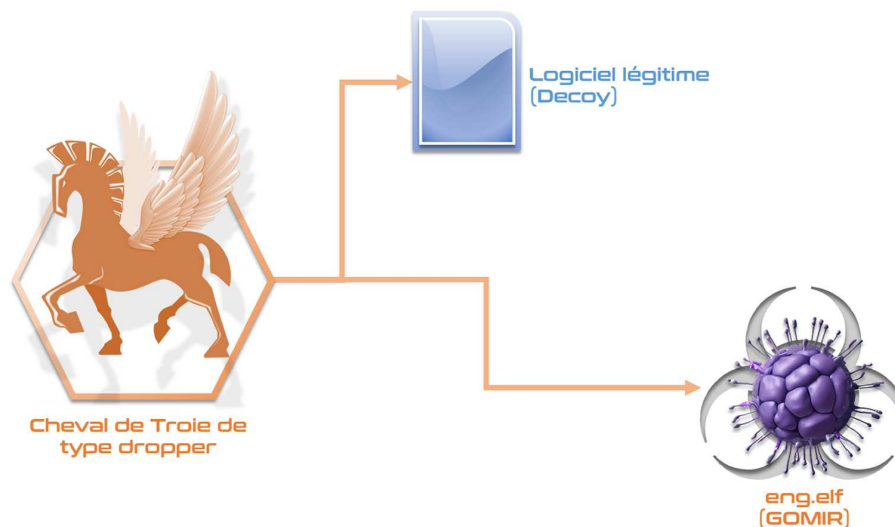 Logiciel légitime
(Decoy)
Cheval de Troie de
type dropper
eng.elf
(GOMIR)